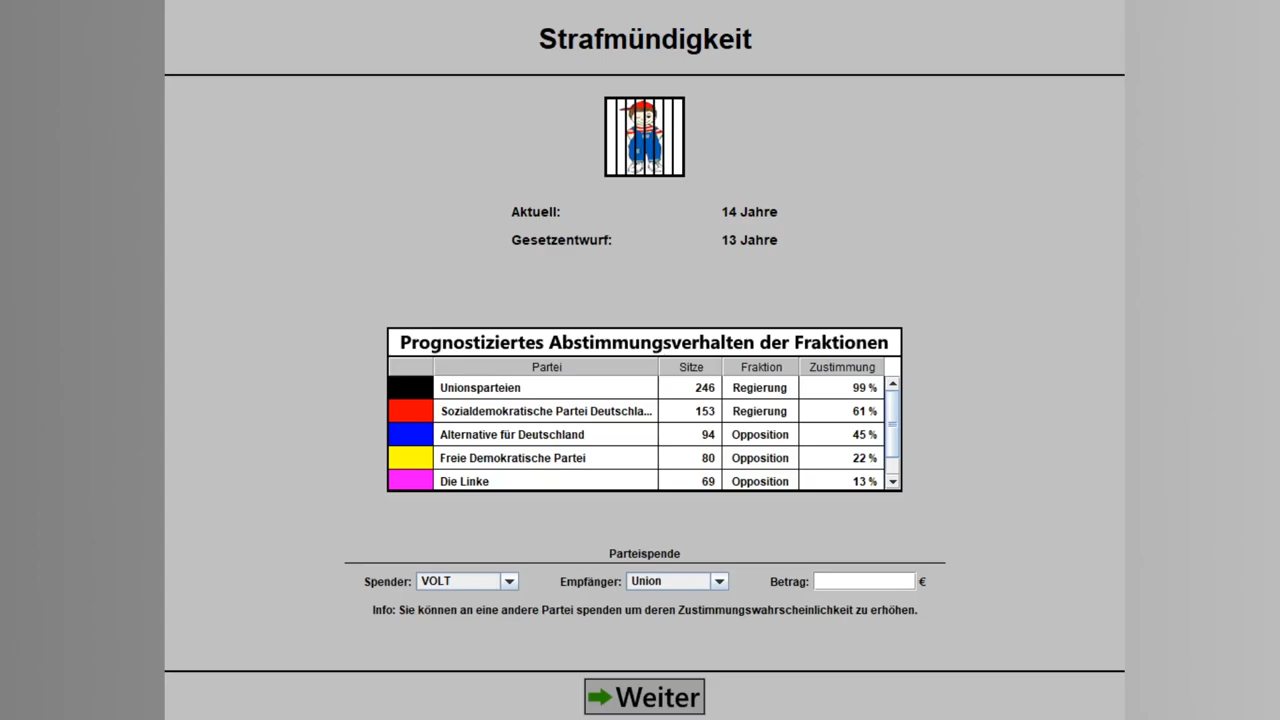 Strafmündigkeit
Aktuell: 14 Jahre
Gesetzentwurf: 13 Jahre
Prognostiziertes Abstimmungsverhalten der Fraktionen
Partei Sitze Fraktion Zustimmung
Unionsparteien 246 Regierung 99 %
Sozialdemokratische Partei Deutschla... 153 Regierung 61 %
Alternative für Deutschland 94 Opposition 45 %
Freie Demokratische Partei 80 Opposition 22 %
Die Linke 69 Opposition 13 %
Parteispende
Spender: VOLT Empfänger: Union Betrag: €
Info: Sie können an eine andere Partei spenden um deren Zustimmungswahrscheinlichkeit zu erhöhen.
Weiter